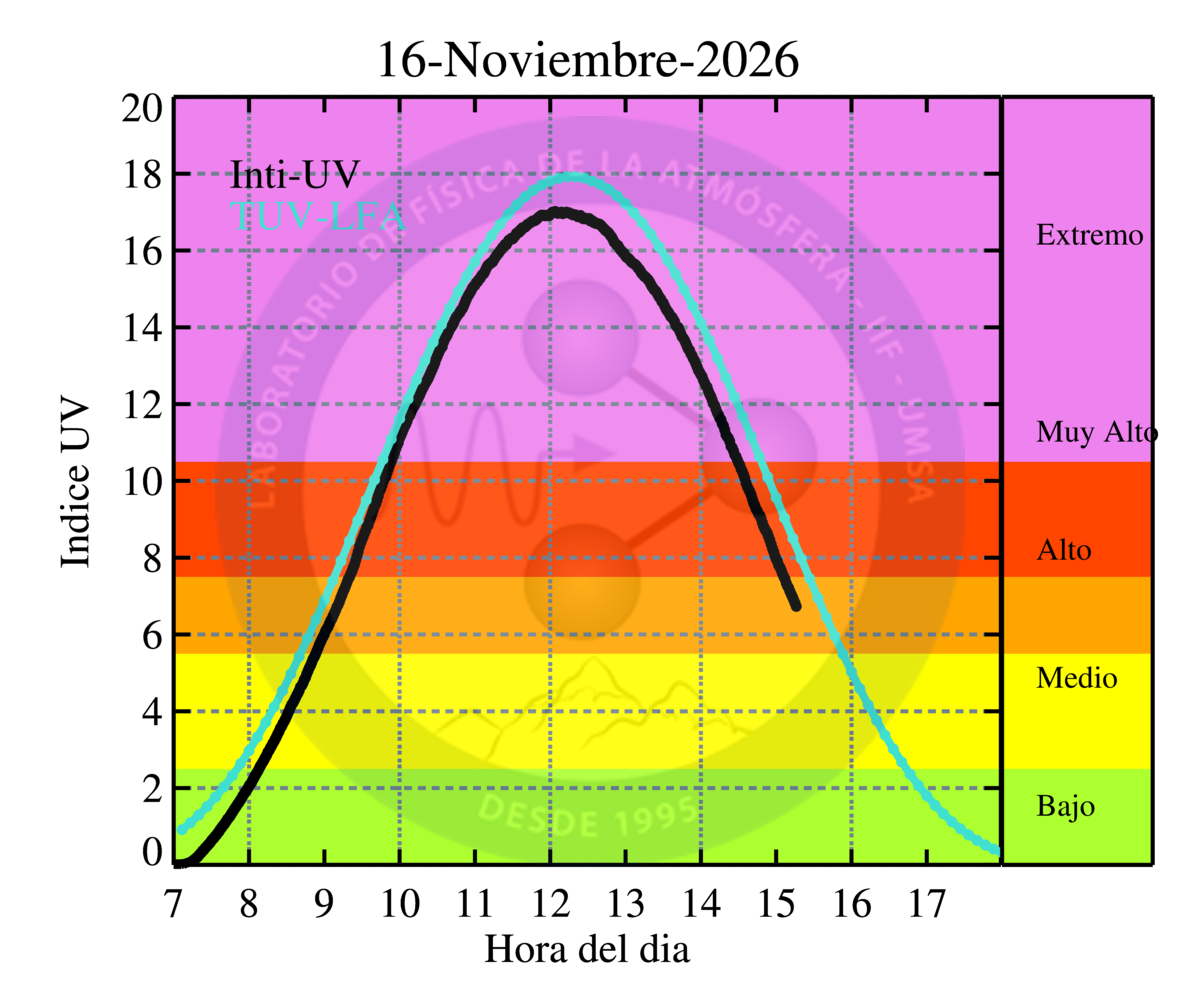 16-Noviembre-2026
Indice UV
20
18
16
14
12
10
8
6
4
2
0
Inti-UV
TUV-LFA
LABORATORIO DE FÍSICA DE LA ATMÓSFERA - IIF - UMSA
DESDE 1995
Extremo
Muy Alto
Alto
Medio
Bajo
7 8 9 10 11 12 13 14 15 16 17
Hora del dia